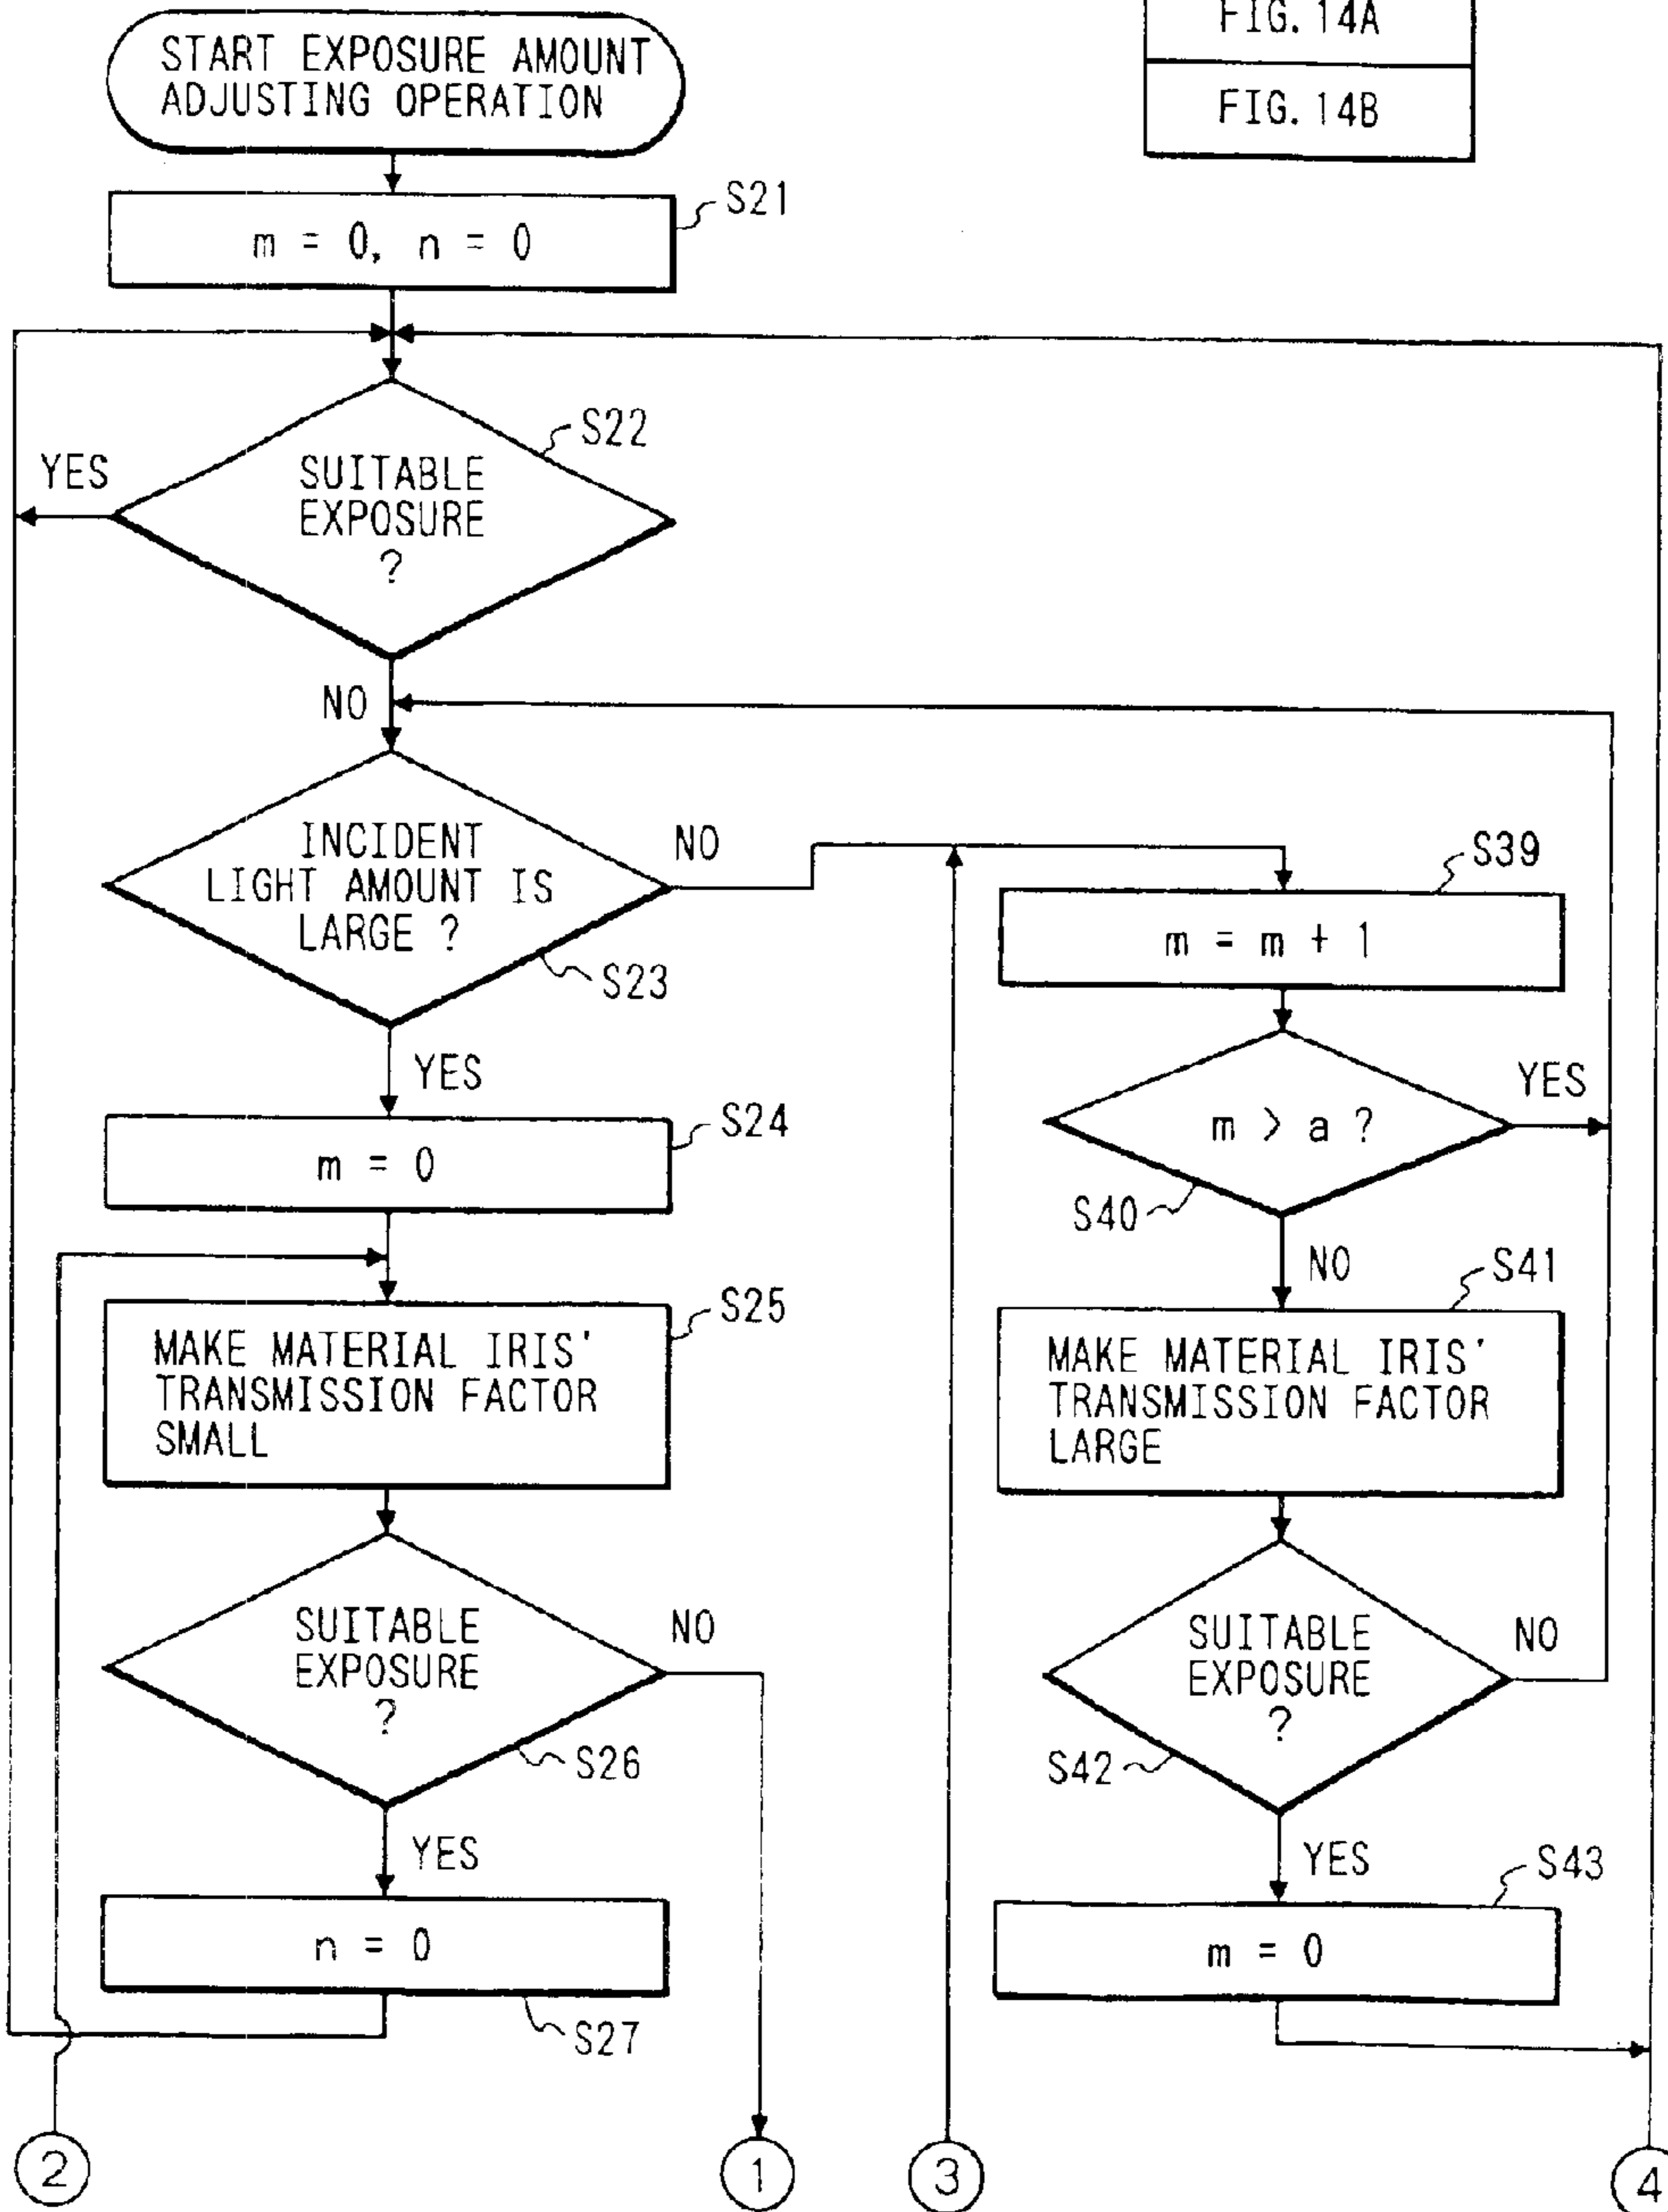 FIG. 14A
FIG. 14B
START EXPOSURE AMOUNT
ADJUSTING OPERATION
S21
m = 0, n = 0
S22
YES
SUITABLE
EXPOSURE
?
NO
INCIDENT
LIGHT AMOUNT IS
LARGE ?
NO
S23
YES
S24
m = 0
S25
MAKE MATERIAL IRIS'
TRANSMISSION FACTOR
SMALL
SUITABLE
EXPOSURE
?
NO
S26
YES
n = 0
S27
S39
m = m + 1
YES
m > a ?
S40
NO
S41
MAKE MATERIAL IRIS'
TRANSMISSION FACTOR
LARGE
SUITABLE
EXPOSURE
?
NO
S42
YES
S43
m = 0
2
1
3
4